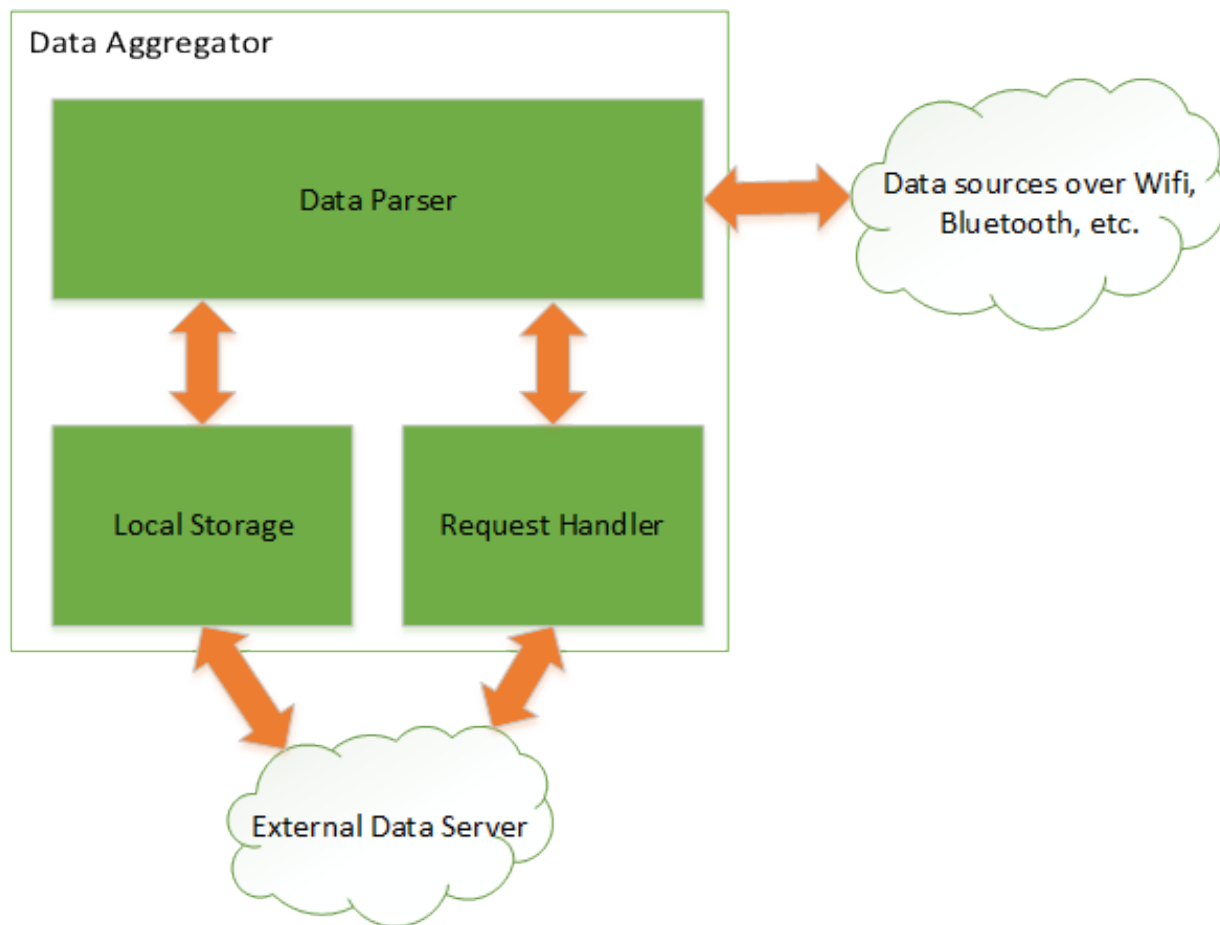 Data Aggregator
Data Parser
Data sources over Wifi,
Bluetooth, etc.
Local Storage
Request Handler
External Data Server